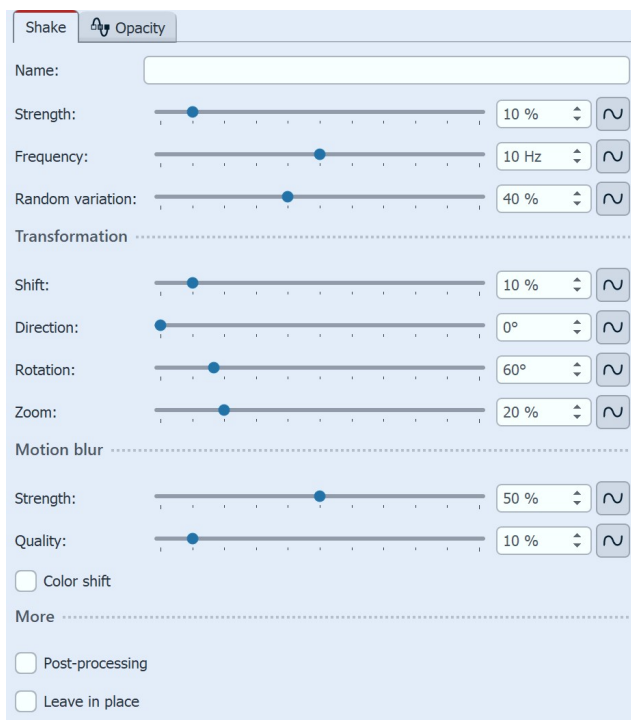 Shake Opacity
Name:
Strength: 10 %
Frequency: 10 Hz
Random variation: 40 %
Transformation
Shift: 10 %
Direction: 0°
Rotation: 60°
Zoom: 20 %
Motion blur
Strength: 50 %
Quality: 10 %
Color shift
More
Post-processing
Leave in place